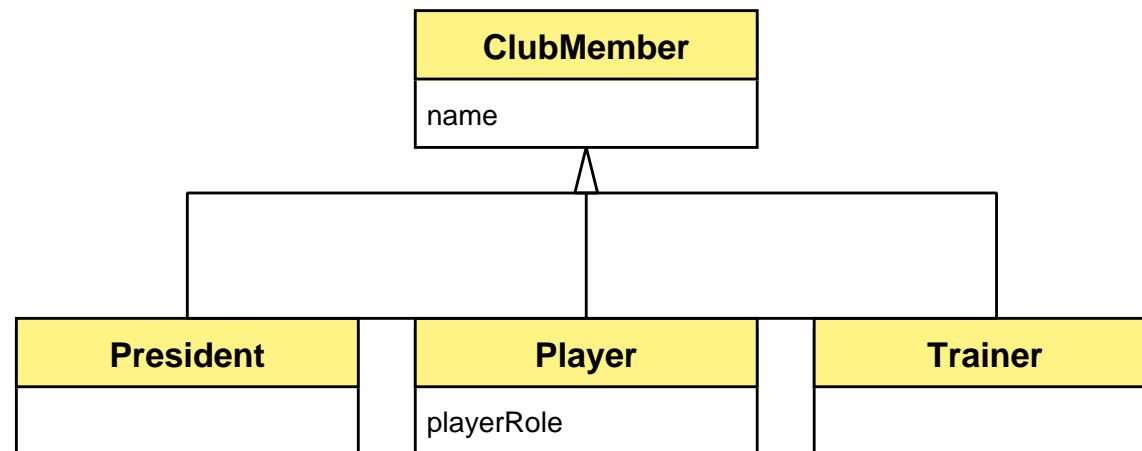 ClubMember
name
President
Player
Trainer
playerRole